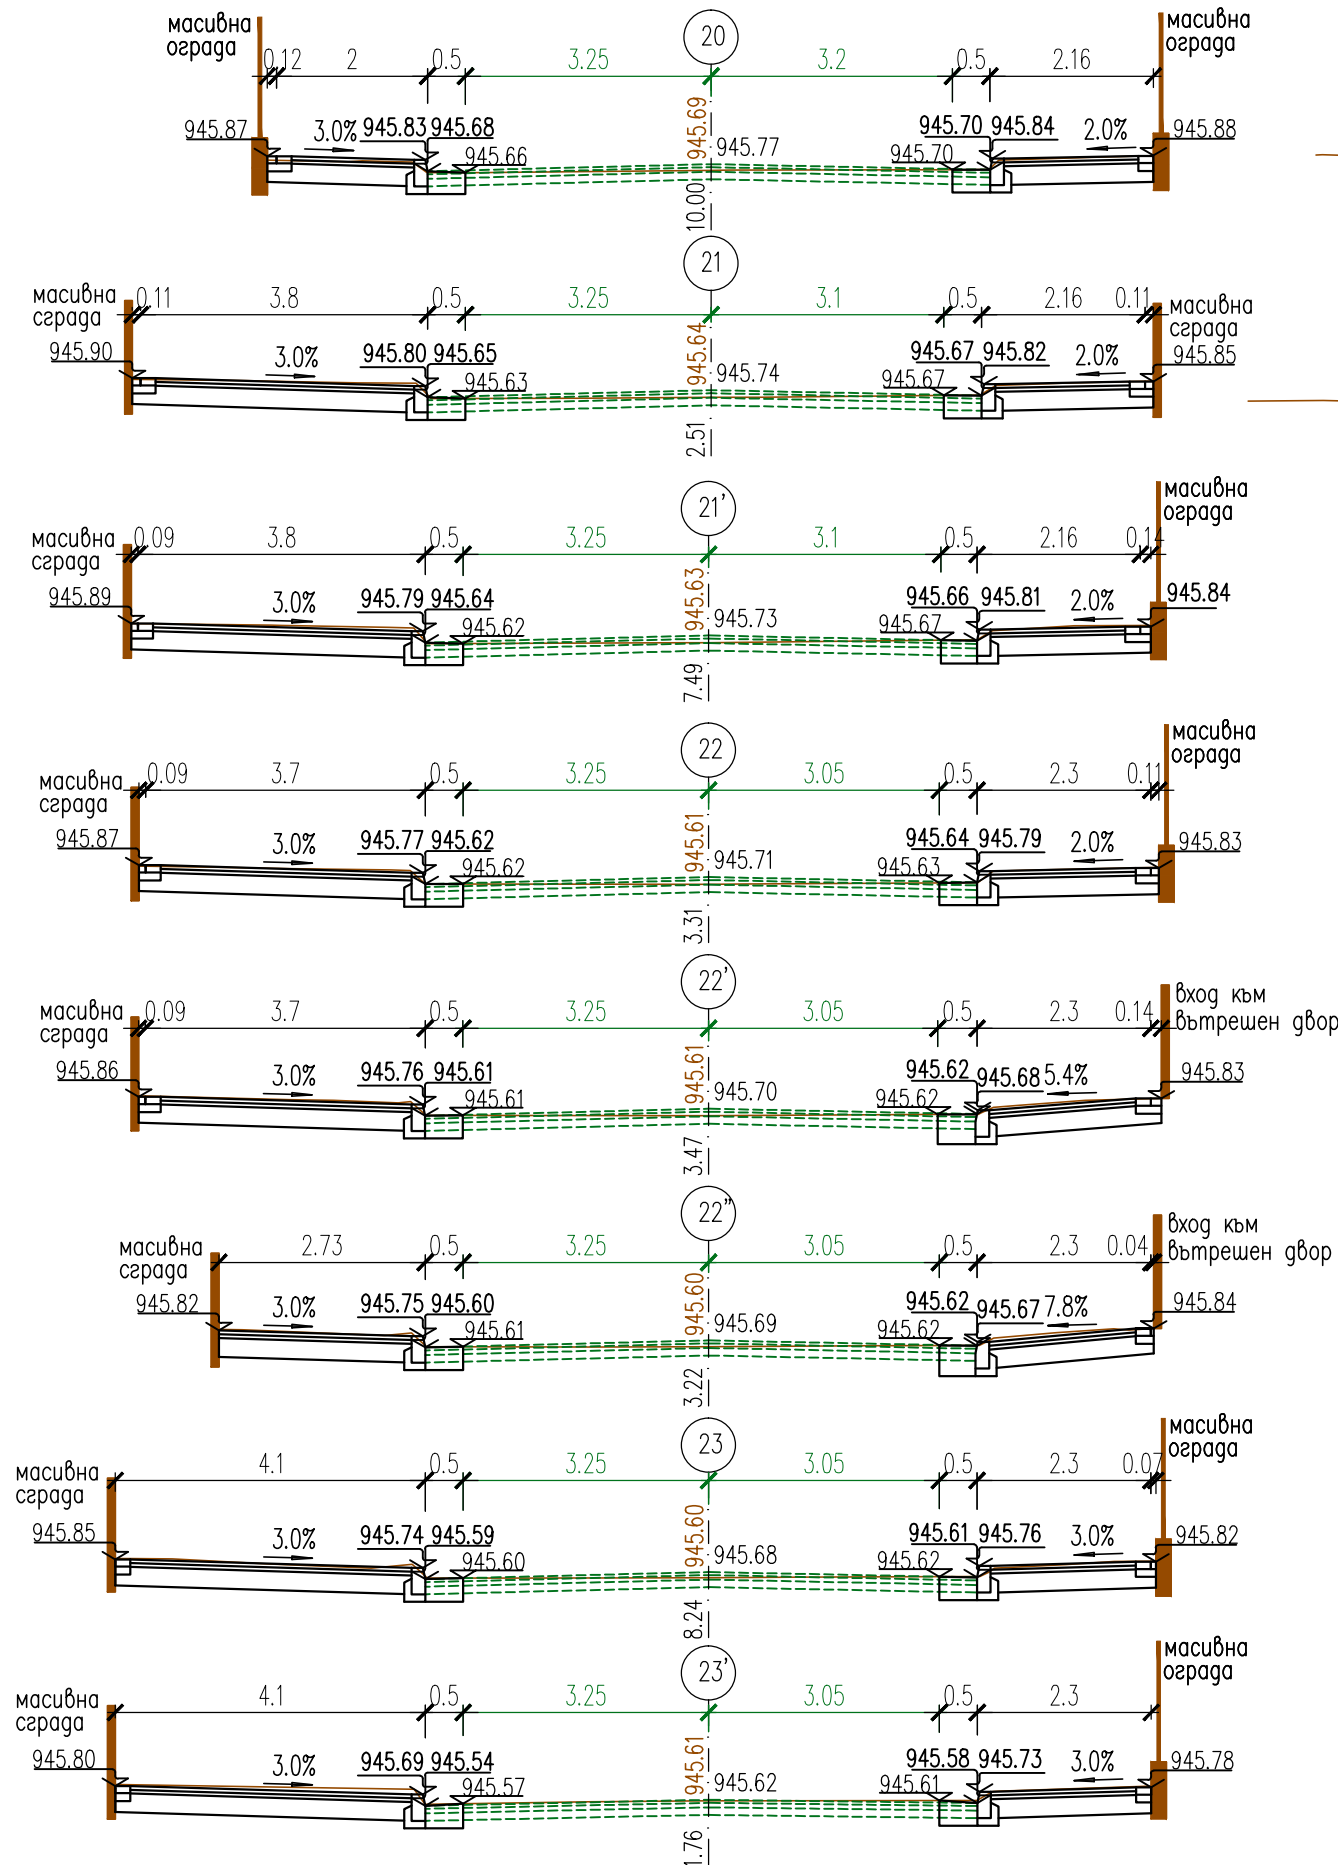 20
масивна
ограда
0.12 2 0.5 3.25 3.2 0.5 2.16
масивна
ограда
945.87 3.0% 945.83 945.68 945.66 945.69 945.77 945.70 945.70 945.84 2.0% 945.88
10.00
21
масивна
сграда
0.11 3.8 0.5 3.25 3.1 0.5 2.16 0.11
масивна
сграда
945.90 3.0% 945.80 945.65 945.63 945.64 945.74 945.67 945.67 945.82 2.0% 945.85
2.51
21'
масивна
сграда
0.09 3.8 0.5 3.25 3.1 0.5 2.16 0.14
масивна
ограда
945.89 3.0% 945.79 945.64 945.62 945.63 945.73 945.67 945.66 945.81 2.0% 945.84
7.49
22
масивна
сграда
0.09 3.7 0.5 3.25 3.05 0.5 2.3 0.11
масивна
ограда
945.87 3.0% 945.77 945.62 945.62 945.61 945.71 945.63 945.64 945.79 2.0% 945.83
3.31
22'
масивна
сграда
0.09 3.7 0.5 3.25 3.05 0.5 2.3 0.14
вход към
вътрешен двор
945.86 3.0% 945.76 945.61 945.61 945.61 945.70 945.62 945.62 945.68 5.4% 945.83
3.47
22"
масивна
сграда
2.73 0.5 3.25 3.05 0.5 2.3 0.04
вход към
вътрешен двор
945.82 3.0% 945.75 945.60 945.61 945.60 945.69 945.62 945.62 945.67 7.8% 945.84
3.22
23
масивна
сграда
4.1 0.5 3.25 3.05 0.5 2.3 0.07
масивна
ограда
945.85 3.0% 945.74 945.59 945.60 945.60 945.68 945.62 945.61 945.76 3.0% 945.82
8.24
23'
масивна
сграда
4.1 0.5 3.25 3.05 0.5 2.3
масивна
ограда
945.80 3.0% 945.69 945.54 945.57 945.61 945.62 945.61 945.58 945.73 3.0% 945.78
1.76